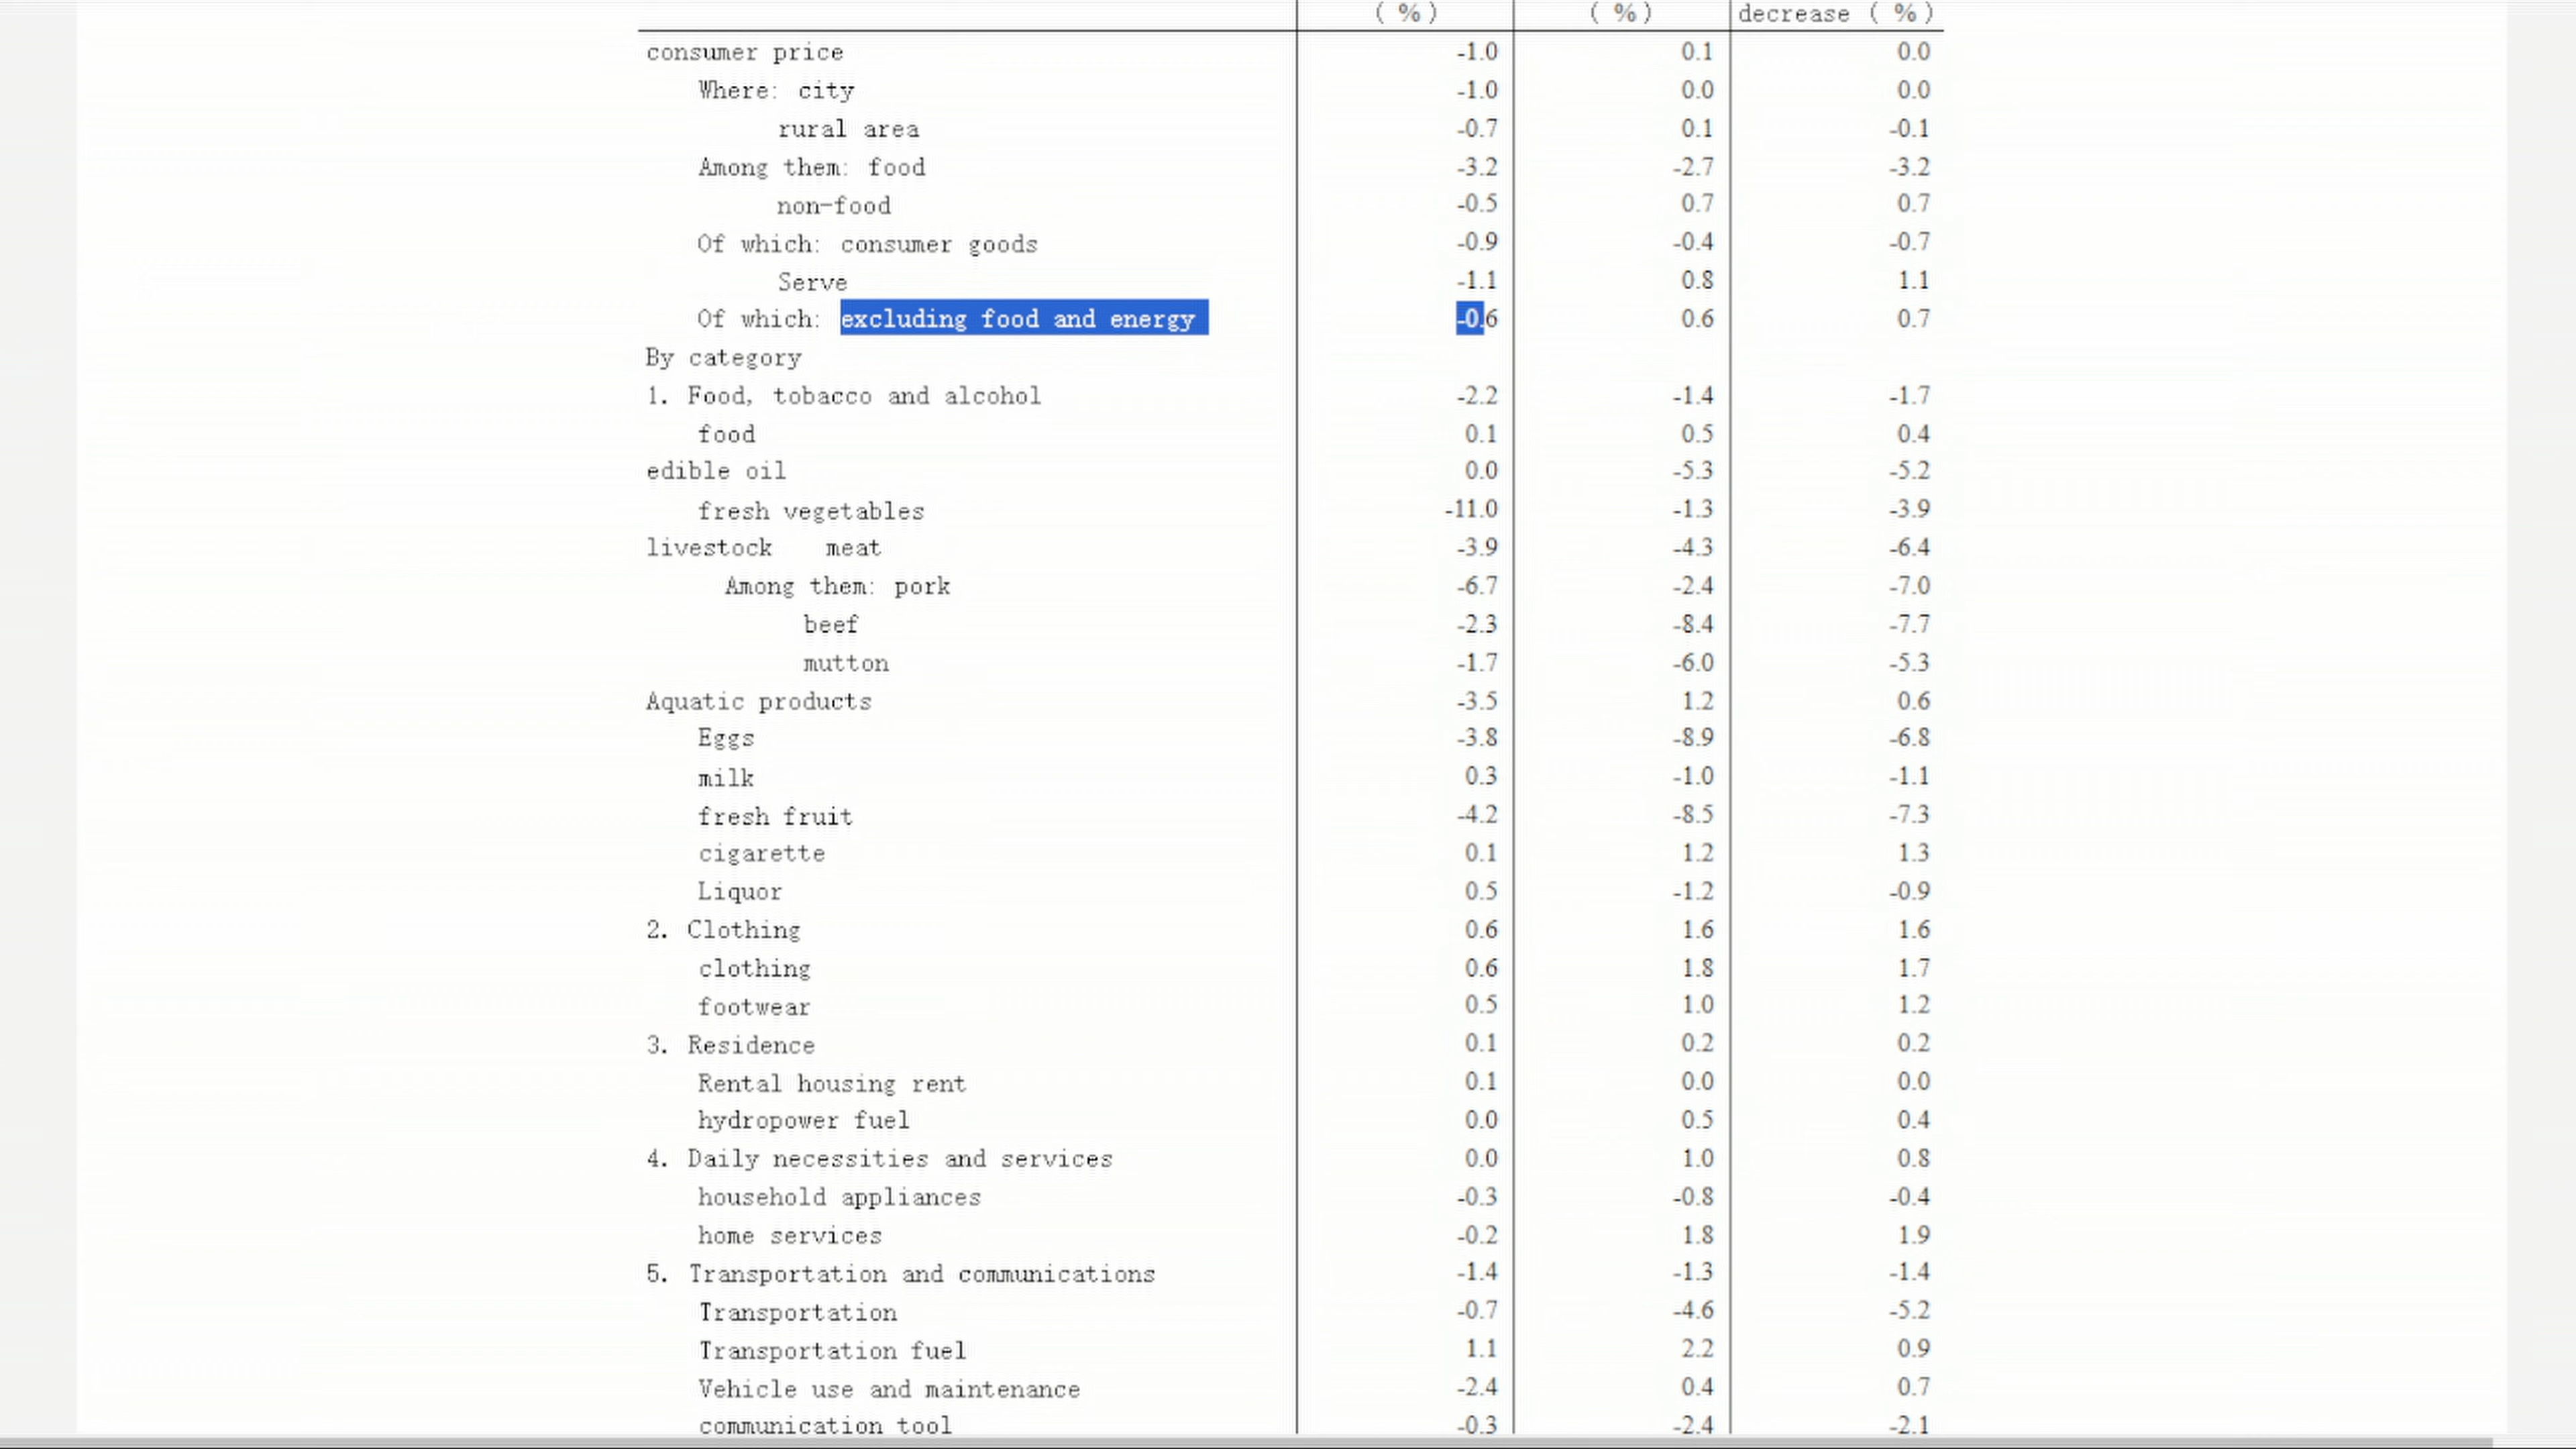 ( %) ( %) decrease ( %)
consumer price -1.0 0.1 0.0
Where: city -1.0 0.0 0.0
rural area -0.7 0.1 -0.1
Among them: food -3.2 -2.7 -3.2
non-food -0.5 0.7 0.7
Of which: consumer goods -0.9 -0.4 -0.7
Serve -1.1 0.8 1.1
Of which: excluding food and energy -0.6 0.6 0.7
By category
1. Food, tobacco and alcohol -2.2 -1.4 -1.7
food 0.1 0.5 0.4
edible oil 0.0 -5.3 -5.2
fresh vegetables -11.0 -1.3 -3.9
livestock meat -3.9 -4.3 -6.4
Among them: pork -6.7 -2.4 -7.0
beef -2.3 -8.4 -7.7
mutton -1.7 -6.0 -5.3
Aquatic products -3.5 1.2 0.6
Eggs -3.8 -8.9 -6.8
milk 0.3 -1.0 -1.1
fresh fruit -4.2 -8.5 -7.3
cigarette 0.1 1.2 1.3
Liquor 0.5 -1.2 -0.9
2. Clothing 0.6 1.6 1.6
clothing 0.6 1.8 1.7
footwear 0.5 1.0 1.2
3. Residence 0.1 0.2 0.2
Rental housing rent 0.1 0.0 0.0
hydropower fuel 0.0 0.5 0.4
4. Daily necessities and services 0.0 1.0 0.8
household appliances -0.3 -0.8 -0.4
home services -0.2 1.8 1.9
5. Transportation and communications -1.4 -1.3 -1.4
Transportation -0.7 -4.6 -5.2
Transportation fuel 1.1 2.2 0.9
Vehicle use and maintenance -2.4 0.4 0.7
communication tool -0.3 -2.4 -2.1